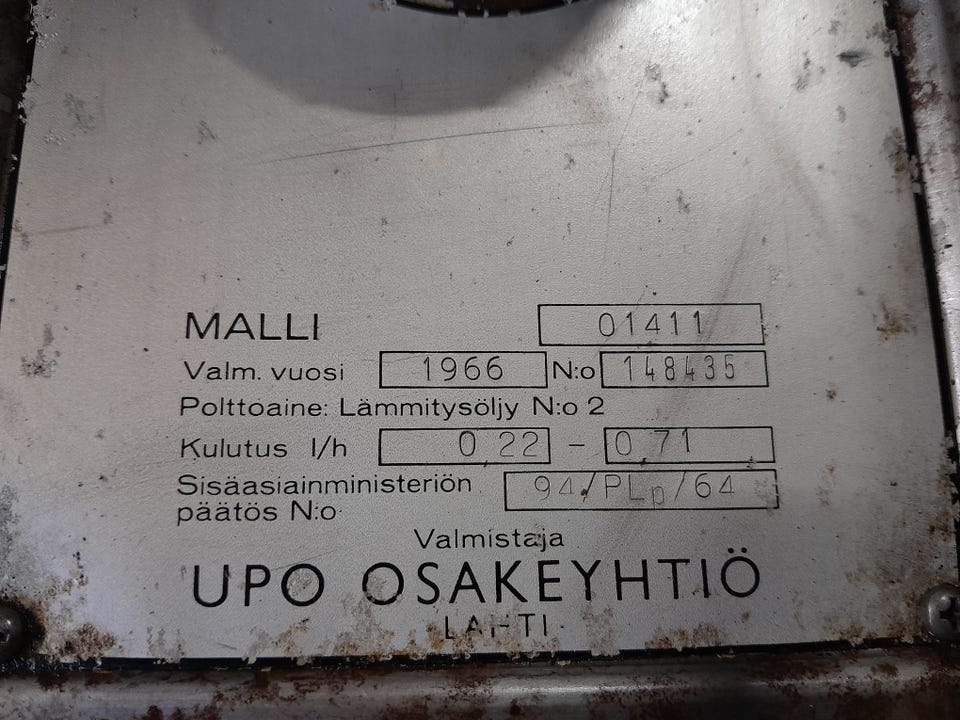 MALLI 01411
Valm. vuosi 1966 N:o 148435
Polttoaine: Lämmitysöljy N:o 2
Kulutus l/h 0,22 – 0,71
Sisäasiainministeriön
päätös N:o 94/PLp/64
Valmistaja
UPO OSAKEYHTIÖ
LAHTI